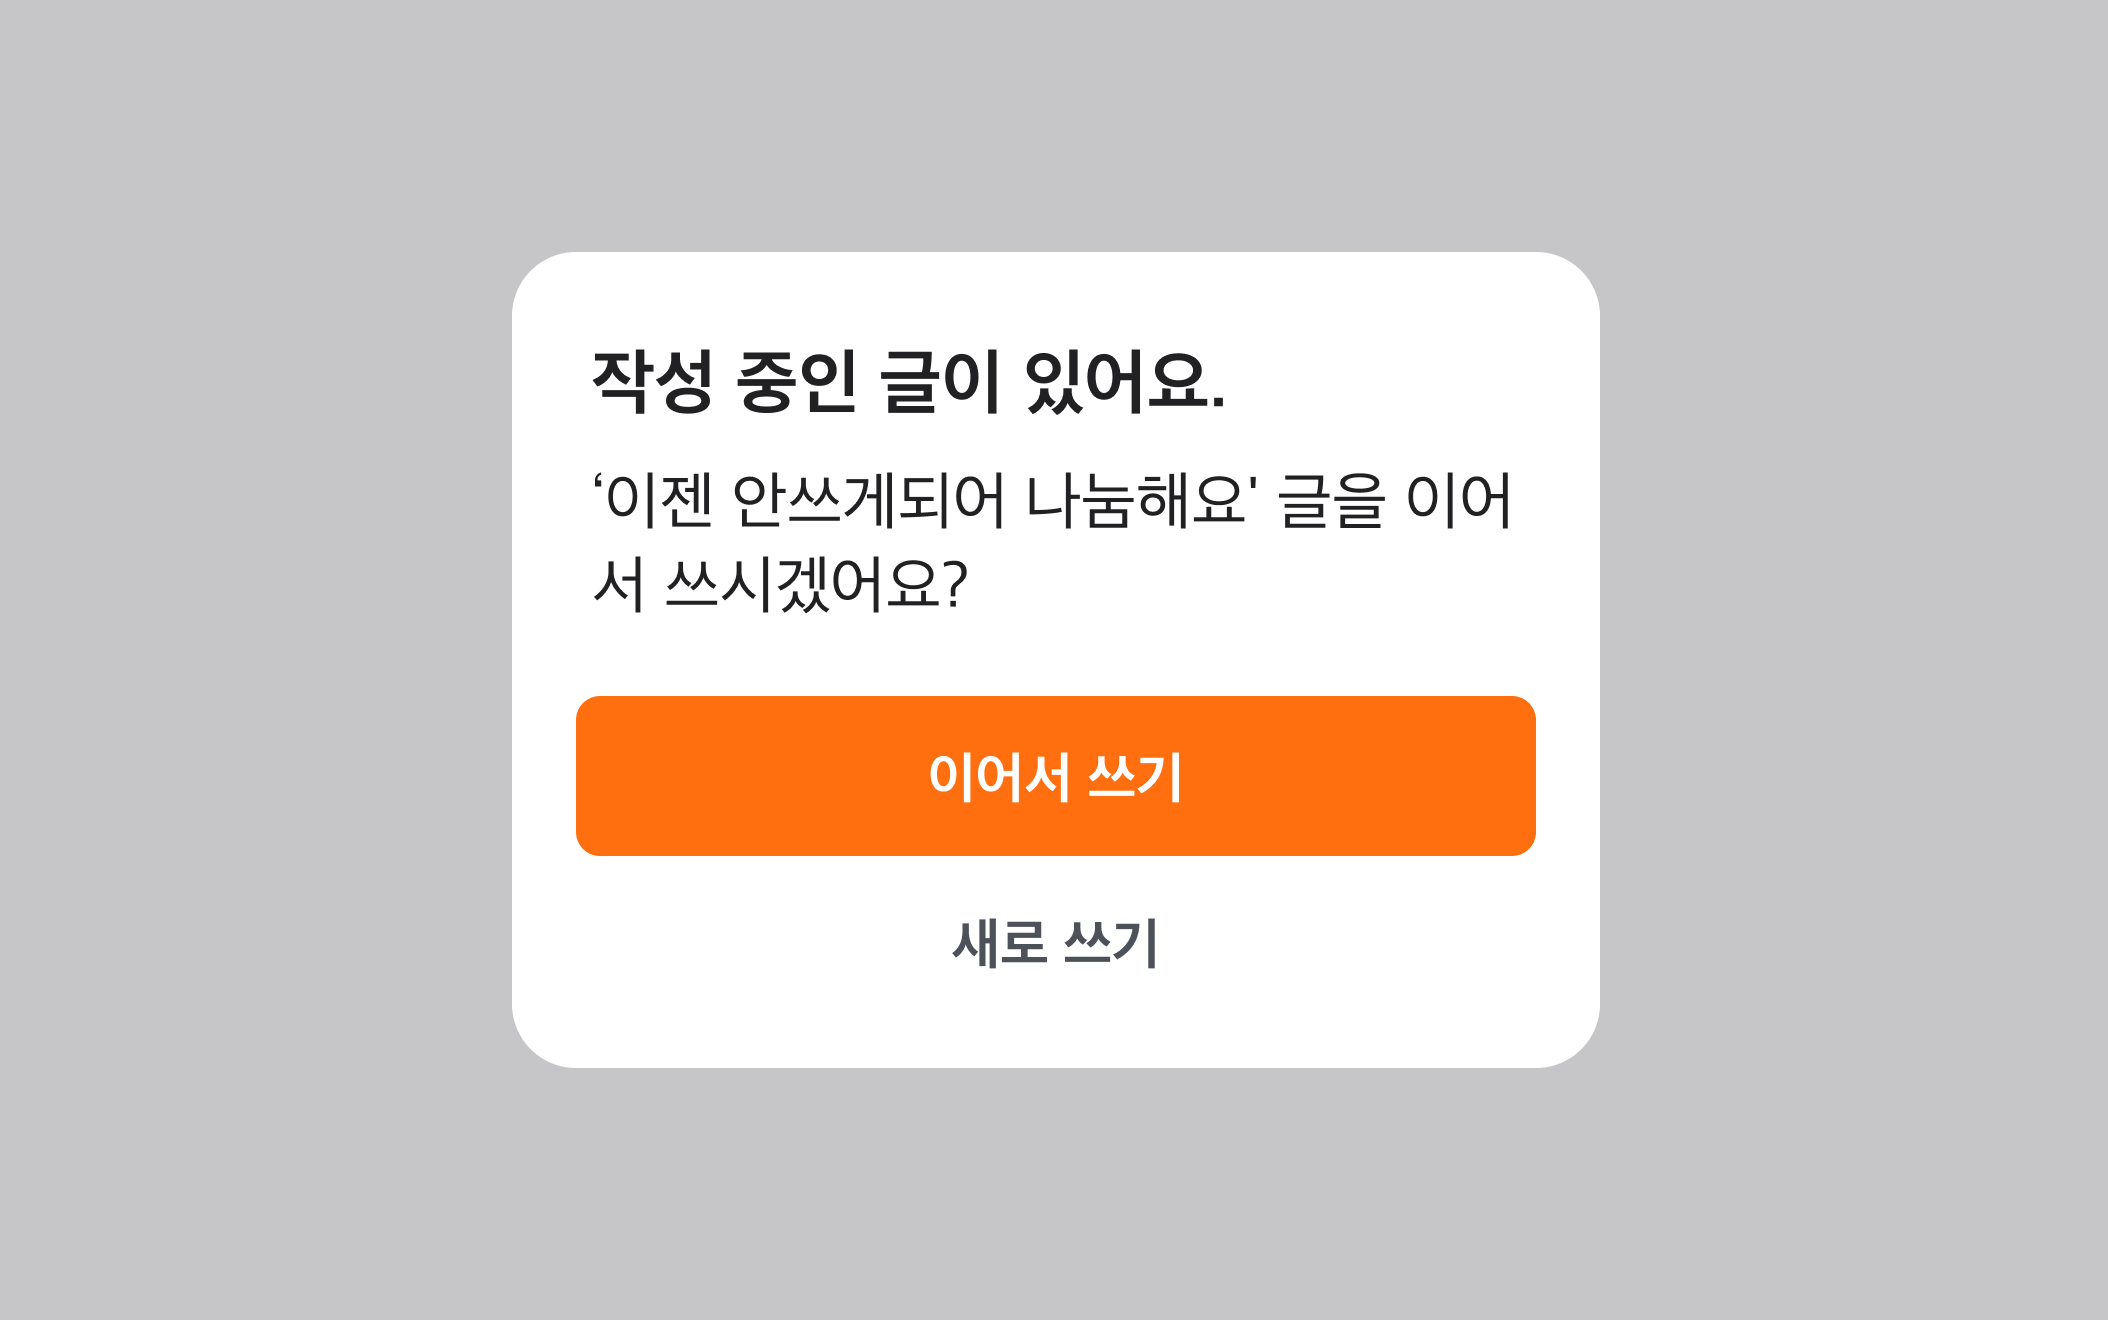 작성 중인 글이 있어요.
‘이젠 안쓰게되어 나눔해요' 글을 이어
서 쓰시겠어요?
이어서 쓰기
새로 쓰기